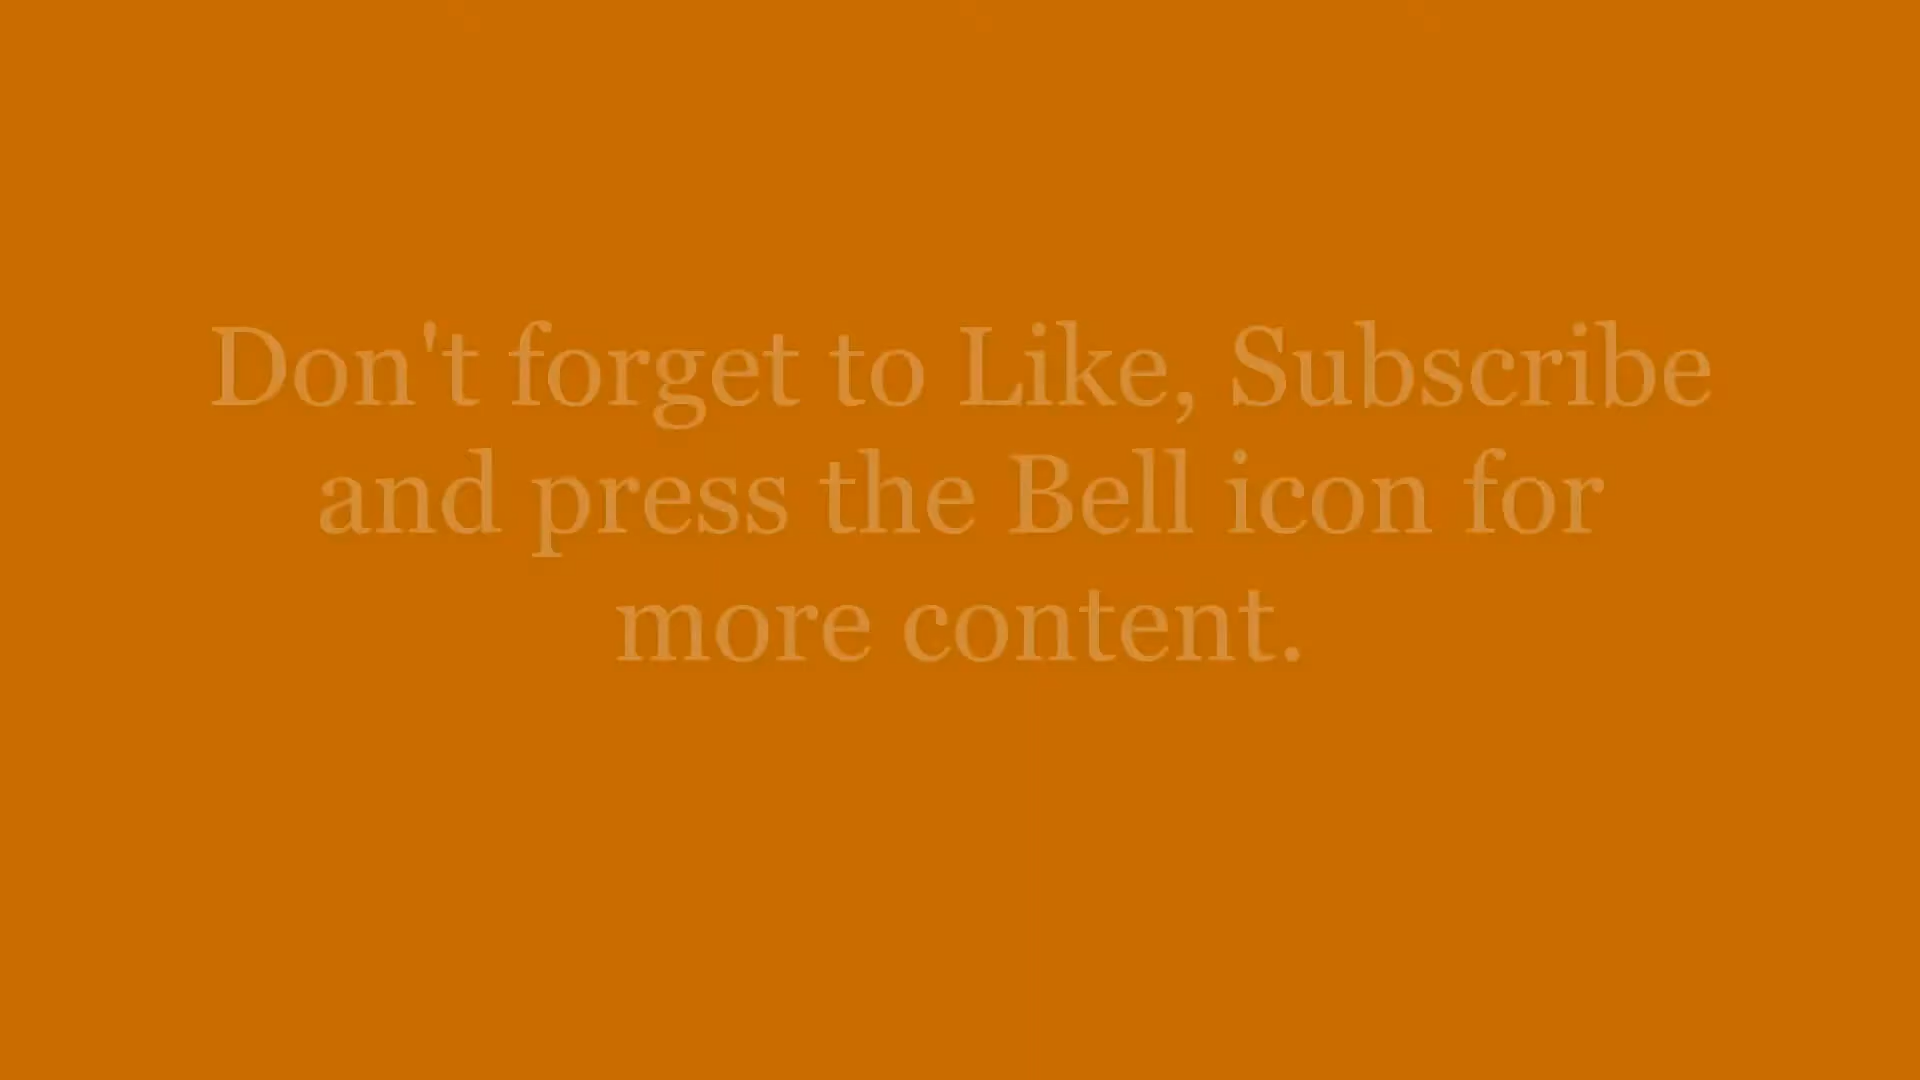 Don't forget to Like, Subscribe
and press the Bell icon for
more content.